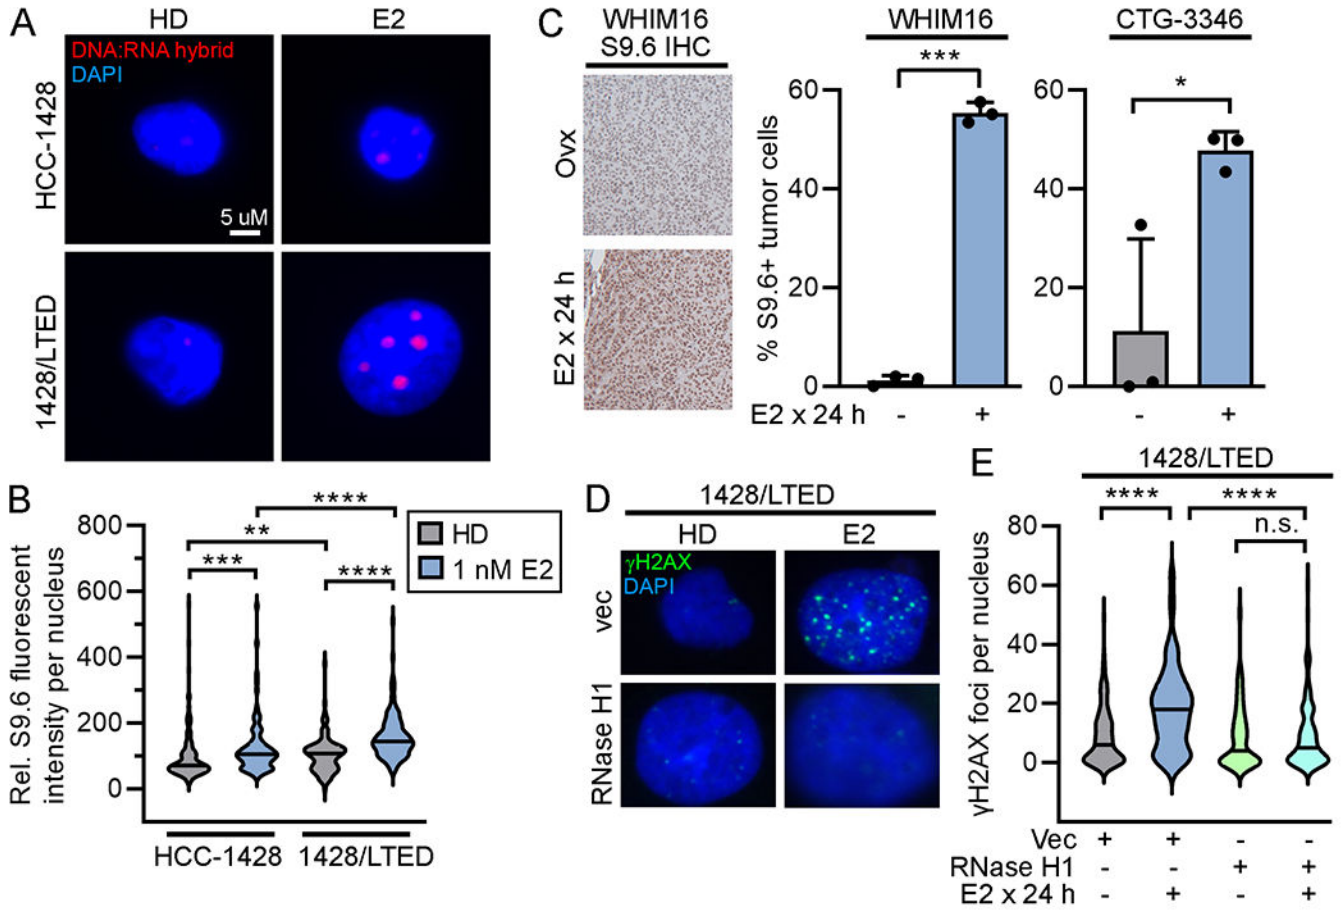 A
HD
E2
DNA:RNA hybrid
DAPI
HCC-1428
5 uM
1428/LTED
B
Rel. S9.6 fluorescent
intensity per nucleus
800
600
400
200
0
***
**
****
****
HD
1 nM E2
HCC-1428
1428/LTED
C
WHIM16
S9.6 IHC
Ovx
E2 x 24 h
WHIM16
***
% S9.6+ tumor cells
60
40
20
0
E2 x 24 h
-
+
CTG-3346
*
60
40
20
0
-
+
D
1428/LTED
HD
E2
γH2AX
DAPI
vec
RNase H1
E
1428/LTED
****
****
n.s.
γH2AX foci per nucleus
80
60
40
20
0
Vec + + - -
RNase H1 - - + +
E2 x 24 h - + - +